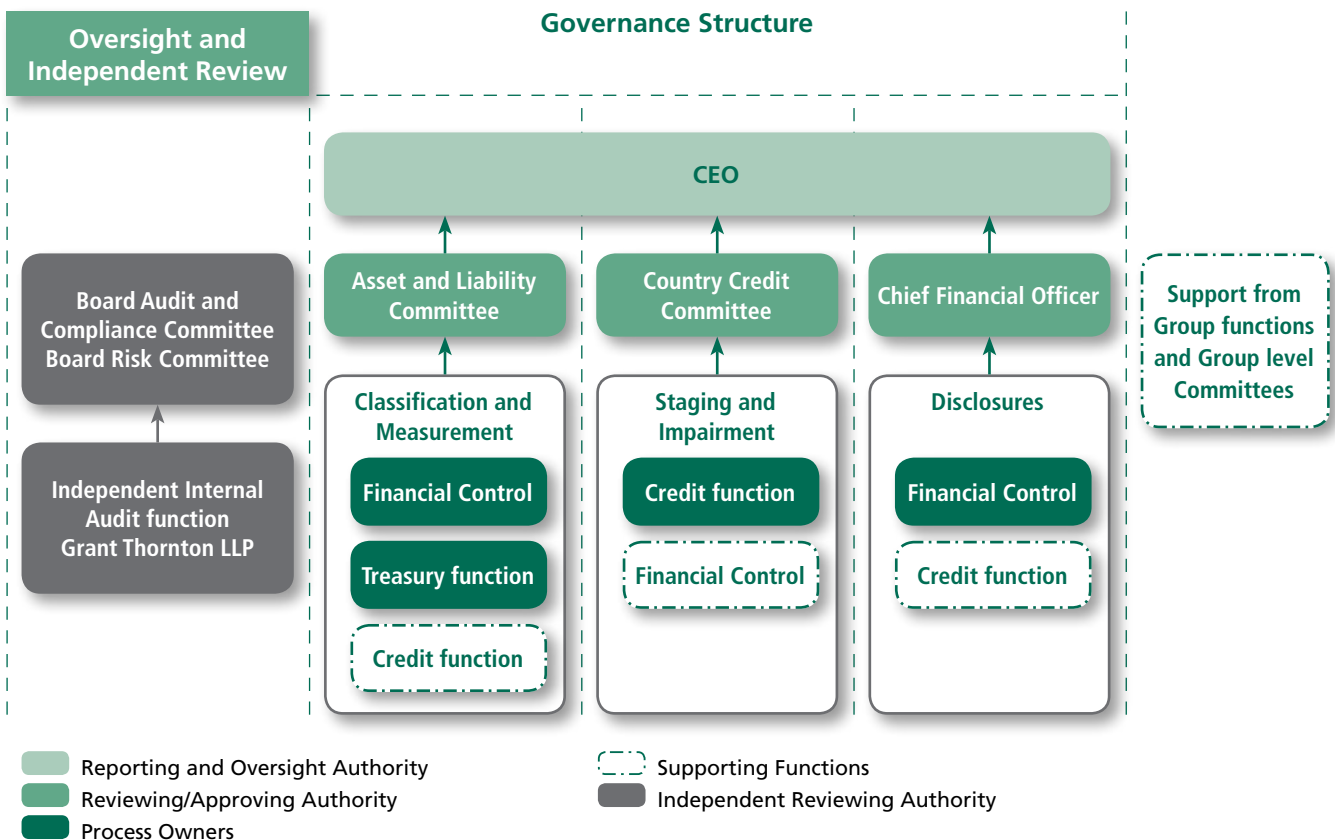 Governance Structure
Oversight and
Independent Review
CEO
Board Audit and
Compliance Committee
Board Risk Committee
Asset and Liability
Committee
Country Credit
Committee
Chief Financial Officer
Support from
Group functions
and Group level
Committees
Independent Internal
Audit function
Grant Thornton LLP
Classification and
Measurement
Financial Control
Treasury function
Credit function
Staging and
Impairment
Credit function
Financial Control
Disclosures
Financial Control
Credit function
Reporting and Oversight Authority
Reviewing/Approving Authority
Process Owners
Supporting Functions
Independent Reviewing Authority